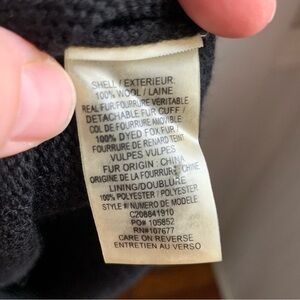 SHELL / EXTERIEUR:
100% WOOL / LAINE
REAL FUR/FOURRURE VÉRITABLE
DETACHABLE FUR CUFF /
COL DE FOURRURE AMOVIBLE
100% DYED FOX FUR /
FOURRURE DE RENARD TEINT
VULPES VULPES
FUR ORIGIN : CHINA
ORIGINE DE LA FOURRURE: CHINE
LINING/DOUBLURE
100% POLYESTER / POLYESTER
STYLE # NUMERO DE MODELE
C208841910
PO# 105852
RN#107677
CARE ON REVERSE
ENTRETIEN AU VERSO